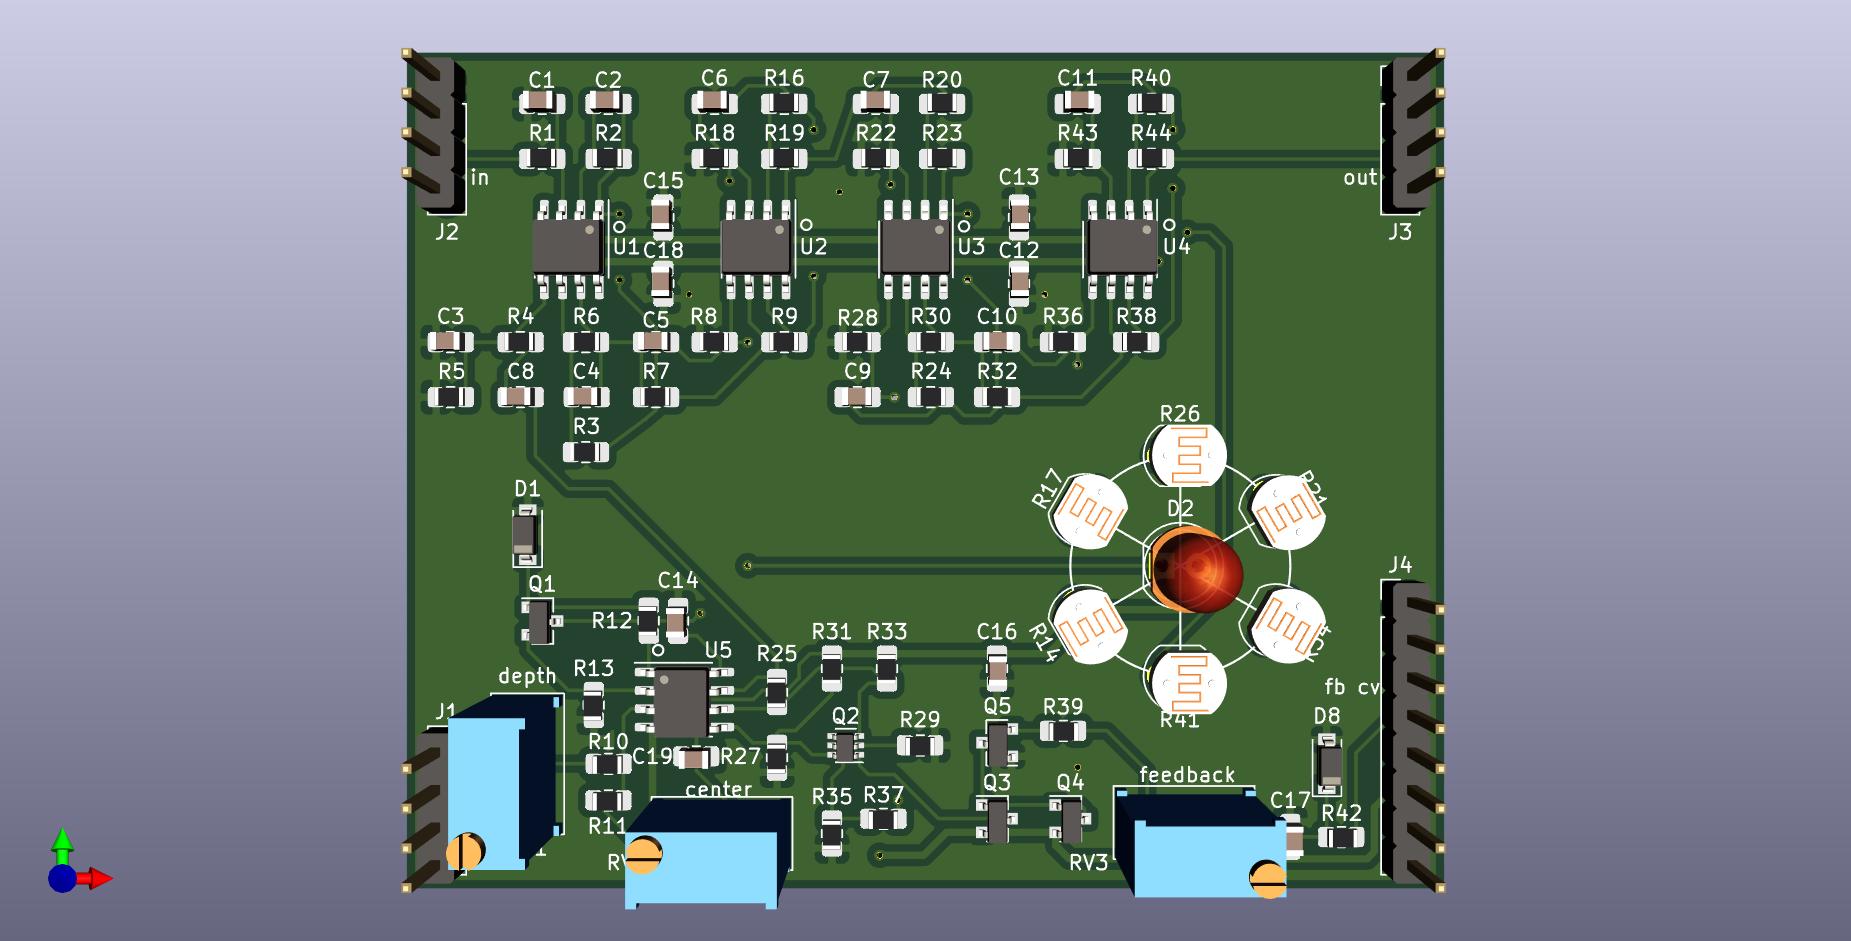 C1 C2 C6 R16 C7 R20 C11 R40
R1 R2 R18 R19 R22 R23 R43 R44
in C15 C13 out
J2 U1 C18 U2 U3 C12 U4 J3
C3 R4 R6 C5 R8 R9 R28 R30 C10 R36 R38
R5 C8 C4 R7 C9 R24 R32
R3 R26
D1 R17 R21
D2
Q1 C14 J4
R12 R14
U5 R25 R31 R33 C16
depth R13 fb cv
J1 Q2 R29 Q5 R39 R41 D8
R10 C19 R27
center Q3 Q4 feedback
R11 R35 R37 C17 R42
RV3